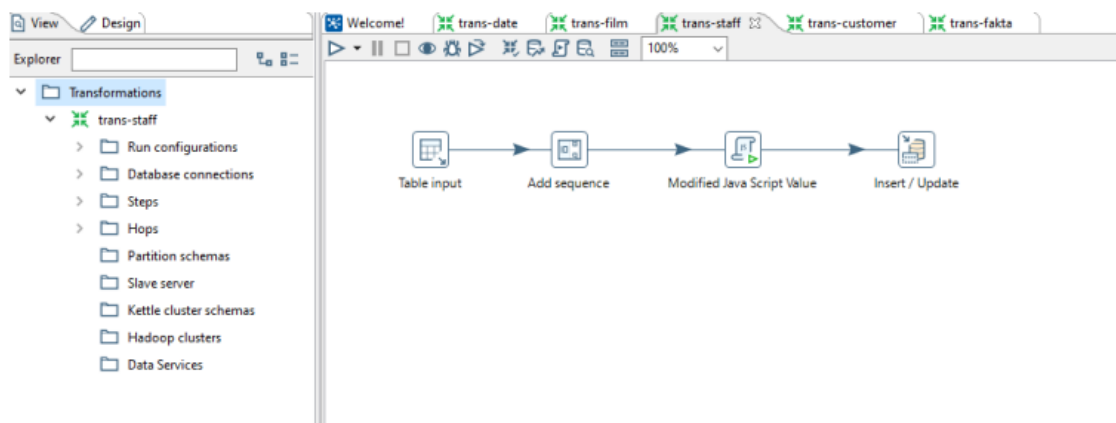 View Design
Welcome! trans-date trans-film trans-staff trans-customer trans-fakta
Explorer
100%
Transformations
trans-staff
Run configurations
Database connections
Steps
Hops
Partition schemas
Slave server
Kettle cluster schemas
Hadoop clusters
Data Services
Table input Add sequence Modified Java Script Value Insert / Update